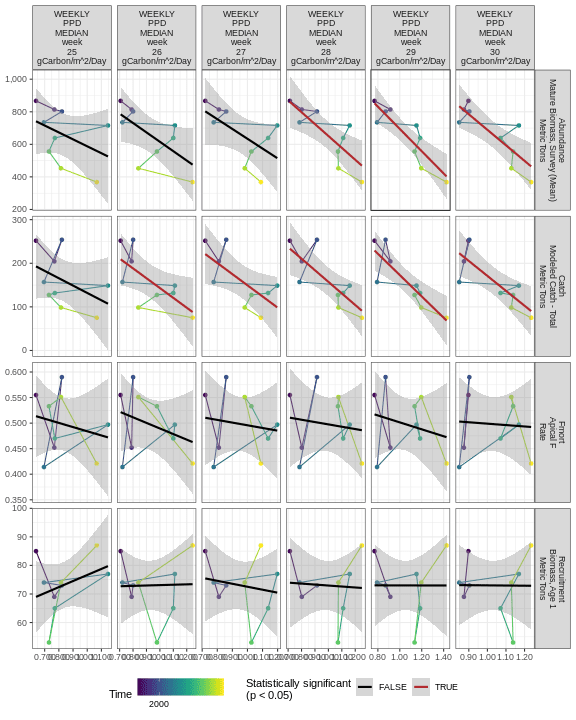 WEEKLY
PPD
MEDIAN
week
25
gCarbon/m^2/Day
WEEKLY
PPD
MEDIAN
week
26
gCarbon/m^2/Day
WEEKLY
PPD
MEDIAN
week
27
gCarbon/m^2/Day
WEEKLY
PPD
MEDIAN
week
28
gCarbon/m^2/Day
WEEKLY
PPD
MEDIAN
week
29
gCarbon/m^2/Day
WEEKLY
PPD
MEDIAN
week
30
gCarbon/m^2/Day
1,000
800
600
400
200
Abundance
Mature Biomass, Survey (Mean)
Metric Tons
300
200
100
0
Catch
Modeled Catch - Total
Metric Tons
0.600
0.550
0.500
0.450
0.400
0.350
Fmort
Apical F
Rate
100
90
80
70
60
Recruitment
Biomass, Age 1
Metric Tons
0.80 1.00 1.20 1.40
0.90 1.00 1.10 1.20
Time
2000
Statistically significant
(p < 0.05)
FALSE
TRUE